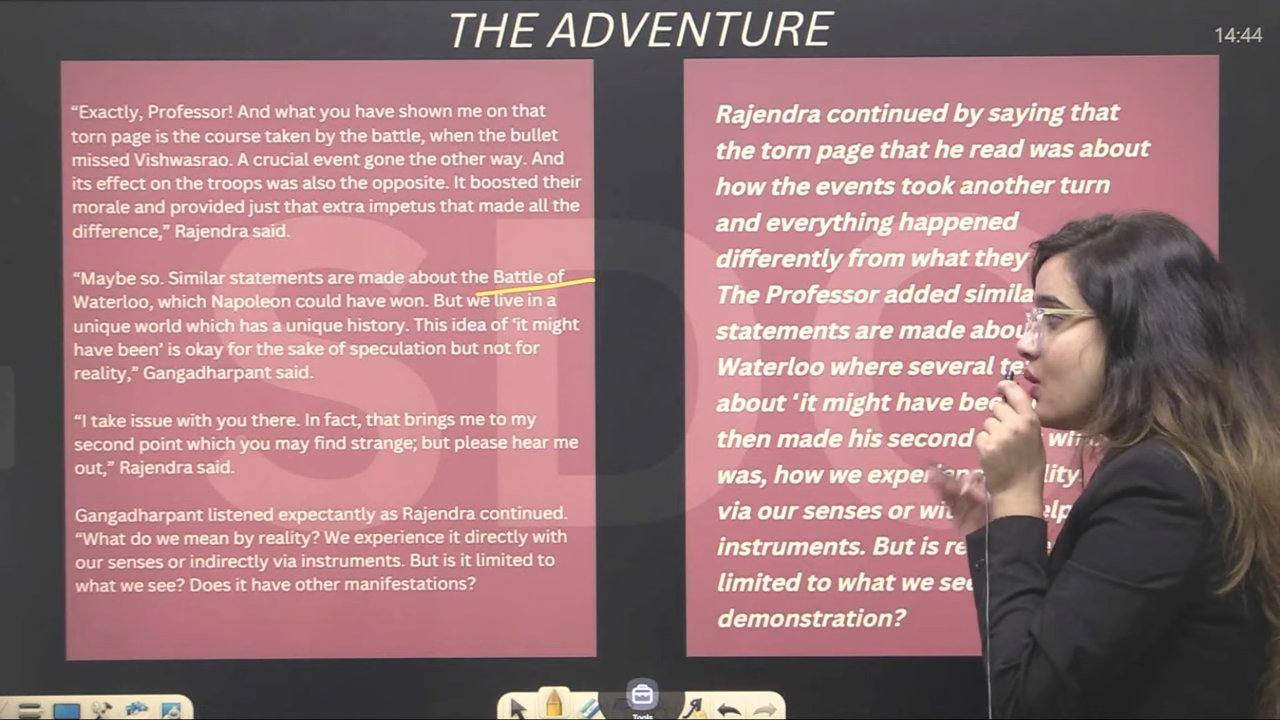 THE ADVENTURE
14:44
“Exactly, Professor! And what you have shown me on that
torn page is the course taken by the battle, when the bullet
missed Vishwasrao. A crucial event gone the other way. And
its effect on the troops was also the opposite. It boosted their
morale and provided just that extra impetus that made all the
difference,” Rajendra said.
“Maybe so. Similar statements are made about the Battle of
Waterloo, which Napoleon could have won. But we live in a
unique world which has a unique history. This idea of ‘it might
have been’ is okay for the sake of speculation but not for
reality,” Gangadharpant said.
“I take issue with you there. In fact, that brings me to my
second point which you may find strange; but please hear me
out,” Rajendra said.
Gangadharpant listened expectantly as Rajendra continued.
“What do we mean by reality? We experience it directly with
our senses or indirectly via instruments. But is it limited to
what we see? Does it have other manifestations?
Rajendra continued by saying that
the torn page that he read was about
how the events took another turn
and everything happened
differently from what they
The Professor added
statements are made
Waterloo where several
about ‘it might have
then made his second
was, how we
via our senses or
instruments. But is
limited to what we
demonstration?
SD
Tools